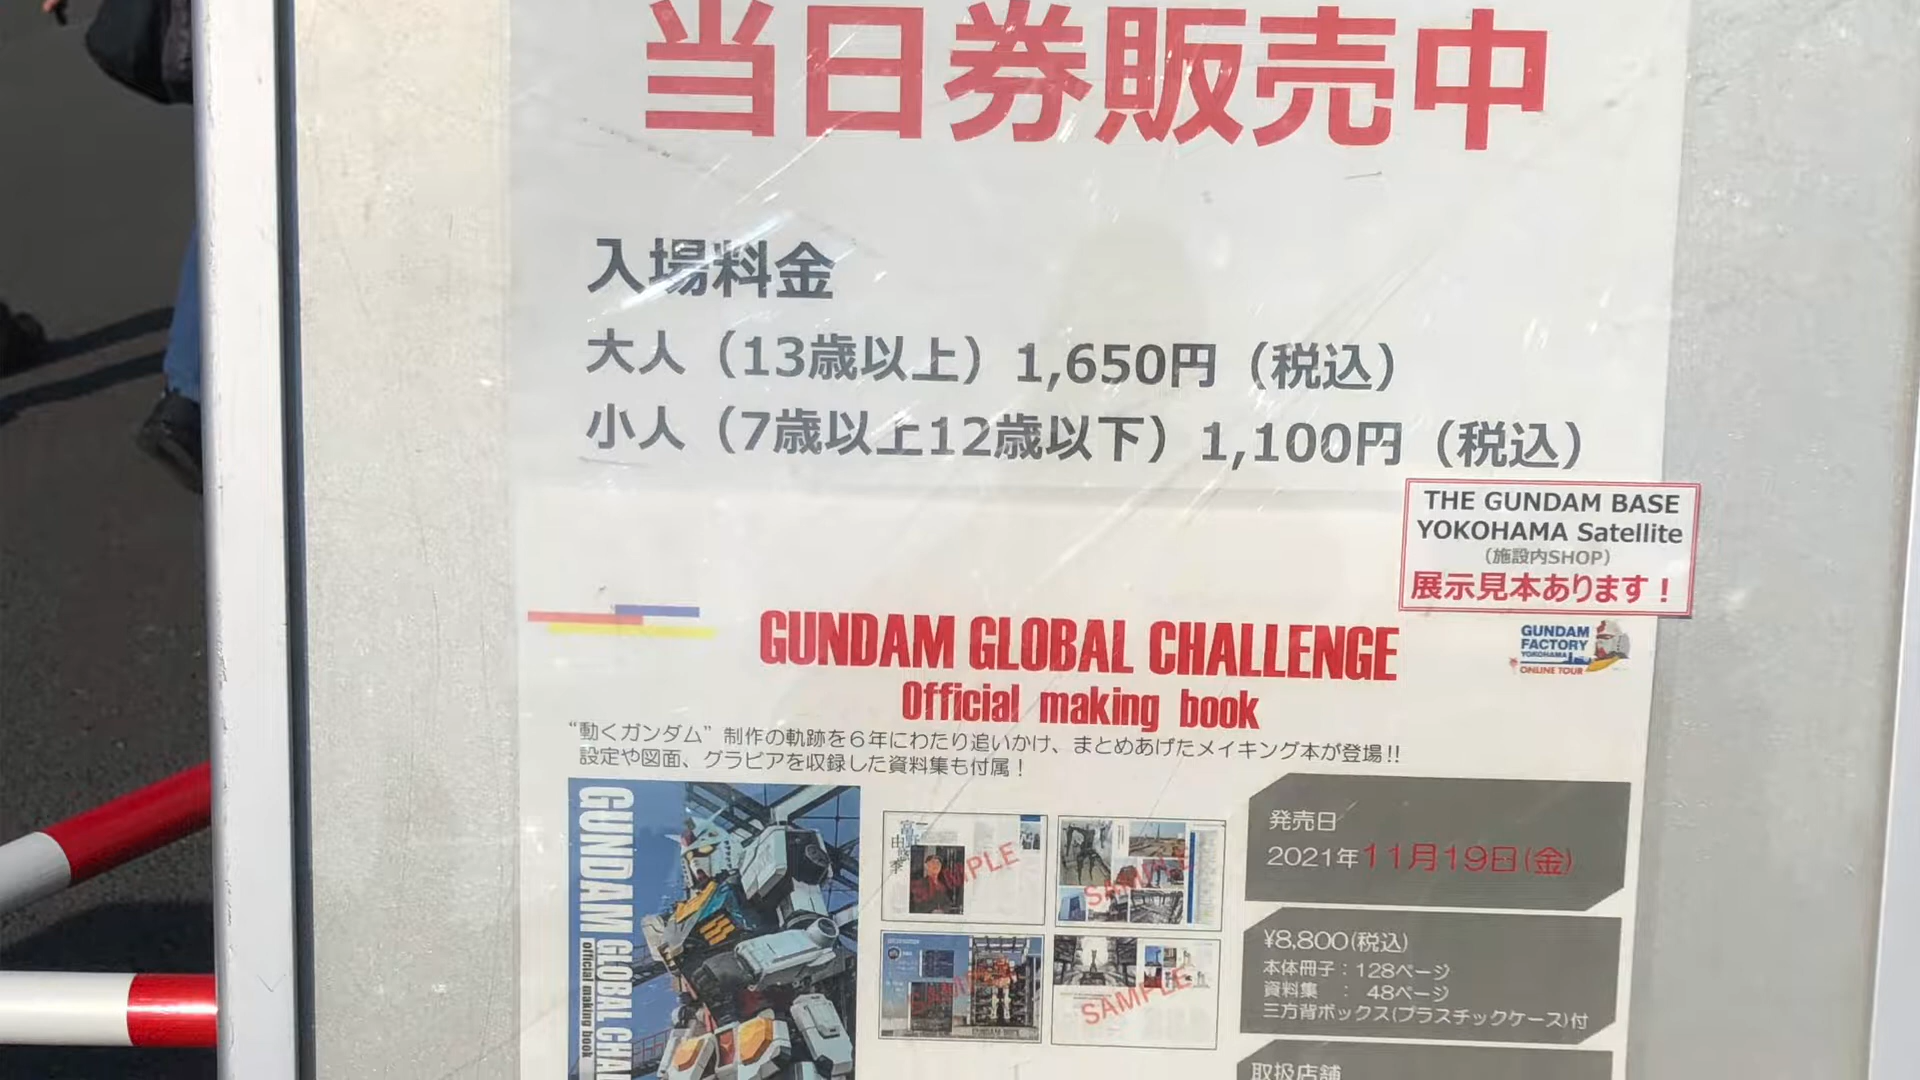 当日券販売中
入場料金
大人（13歳以上）1,650円（税込）
小人（7歳以上12歳以下）1,100円（税込）
THE GUNDAM BASE
YOKOHAMA Satellite
（施設内SHOP）
展示見本あります！
GUNDAM GLOBAL CHALLENGE
Official making book
GUNDAM
FACTORY
YOKOHAMA
ONLINE TOUR
“動くガンダム”制作の軌跡を６年にわたり追いかけ、まとめあげたメイキング本が登場!!
設定や図面、グラビアを収録した資料集も付属！
GUNDAM GLOBAL CHA
official making book
富野由悠季
SAMPLE
SAMPLE
SAMPLE
SAMPLE
発売日
2021年11月19日(金)
¥8,800(税込)
本体冊子：128ページ
資料集　：　48ページ
三方背ボックス(プラスチックケース)付
取扱店舗